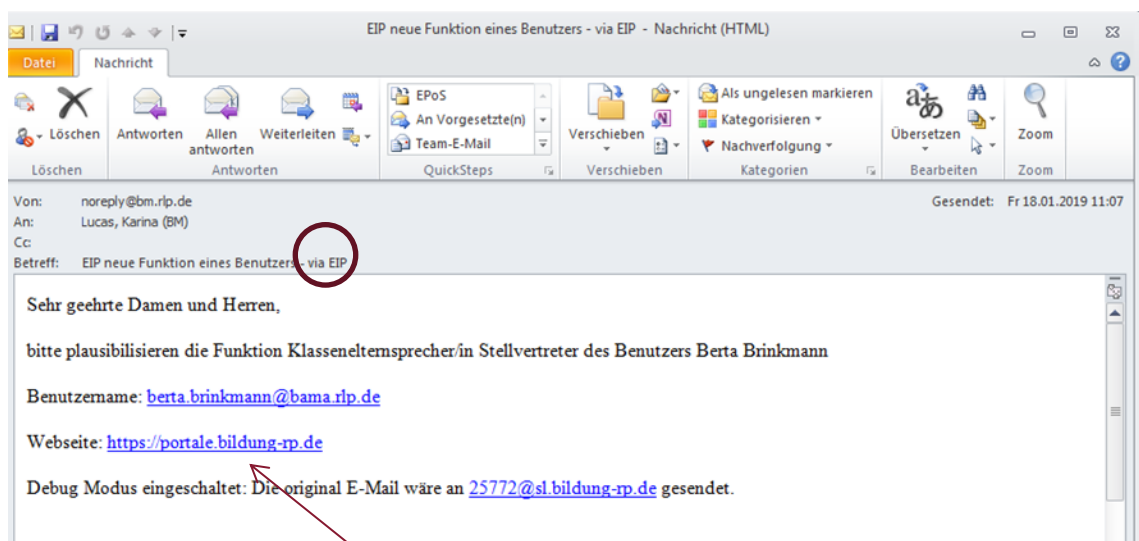 EIP neue Funktion eines Benutzers - via EIP - Nachricht (HTML)
Datei Nachricht
Löschen
Antworten
Allen antworten
Weiterleiten
EPoS
An Vorgesetzte(n)
Team-E-Mail
Verschieben
Als ungelesen markieren
Kategorisieren
Nachverfolgung
Übersetzen
Zoom
Löschen Antworten QuickSteps Verschieben Kategorien Bearbeiten Zoom
Von: noreply@bm.rlp.de Gesendet: Fr 18.01.2019 11:07
An: Lucas, Karina (BM)
Cc:
Betreff: EIP neue Funktion eines Benutzers - via EIP
Sehr geehrte Damen und Herren,
bitte plausibilisieren die Funktion Klassenelternsprecher/in Stellvertreter des Benutzers Berta Brinkmann
Benutzername: berta.brinkmann@bama.rlp.de
Webseite: https://portale.bildung-rp.de
Debug Modus eingeschaltet: Die original E-Mail wäre an 25772@sl.bildung-rp.de gesendet.